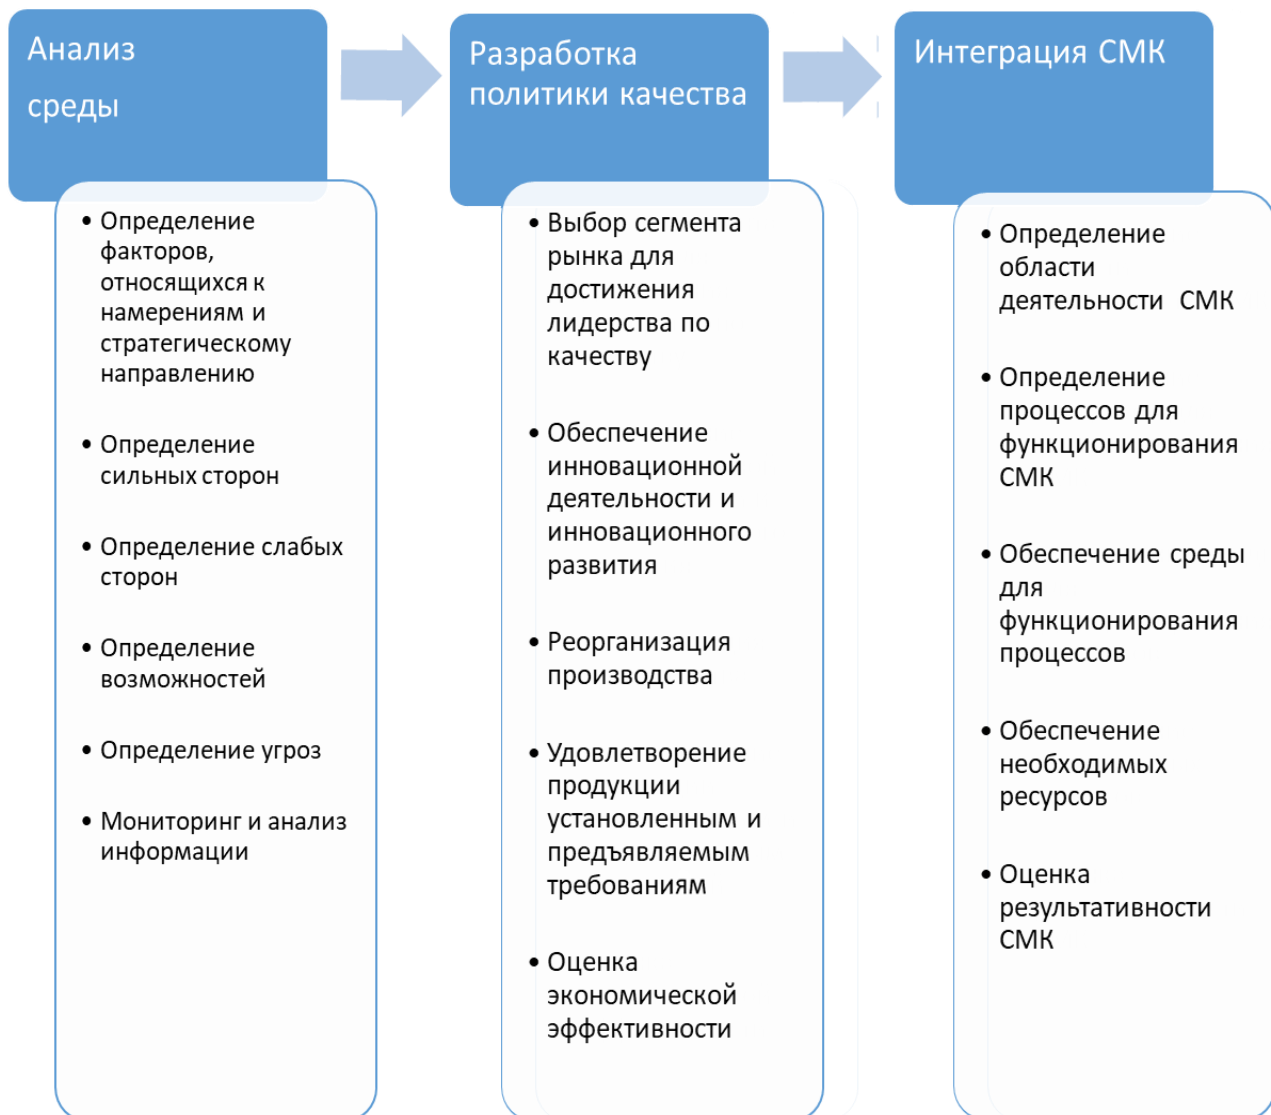 Анализ
среды
• Определение
факторов,
относящихся к
намерениям и
стратегическому
направлению
• Определение
сильных сторон
• Определение слабых
сторон
• Определение
возможностей
• Определение угроз
• Мониторинг и анализ
информации
Разработка
политики качества
• Выбор сегмента
рынка для
достижения
лидерства по
качеству
• Обеспечение
инновационной
деятельности и
инновационного
развития
• Реорганизация
производства
• Удовлетворение
продукции
установленным и
предъявляемым
требованиям
• Оценка
экономической
эффективности
Интеграция СМК
• Определение
области
деятельности СМК
• Определение
процессов для
функционирования
СМК
• Обеспечение среды
для
функционирования
процессов
• Обеспечение
необходимых
ресурсов
• Оценка
результативности
СМК